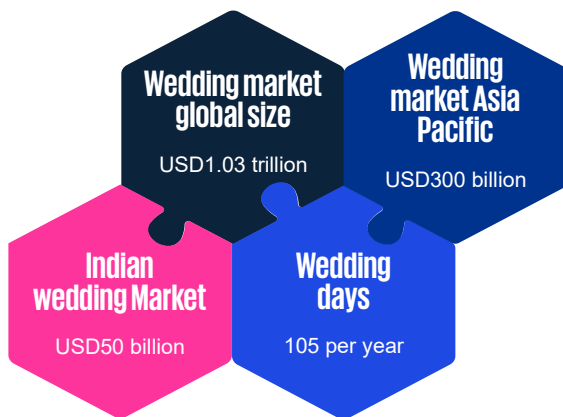 Wedding market
global size
USD1.03 trillion
Wedding
market Asia
Pacific
USD300 billion
Indian
wedding Market
USD50 billion
Wedding
days
105 per year